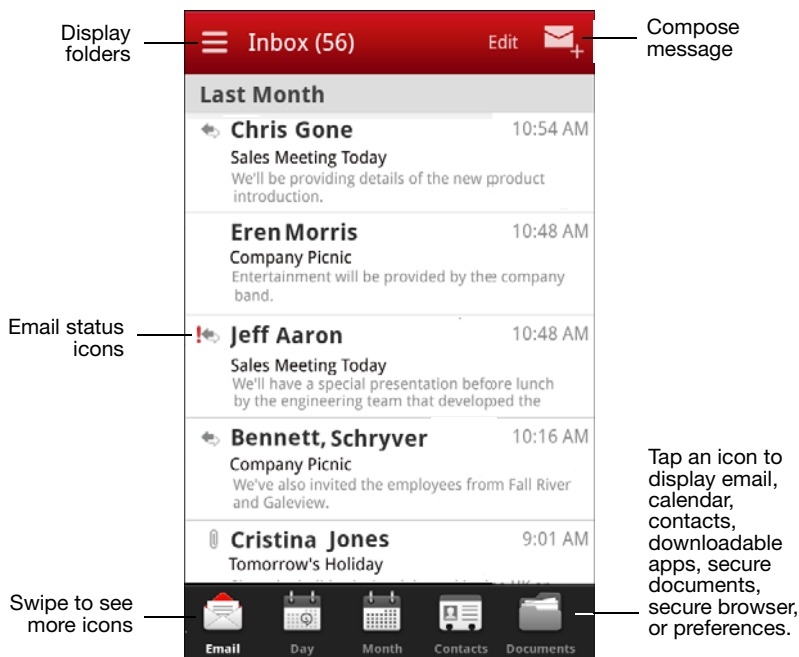 Display
folders
Inbox (56)
Edit
Compose
message
Last Month
Chris Gone
10:54 AM
Sales Meeting Today
We'll be providing details of the new product
introduction.
Eren Morris
10:48 AM
Company Picnic
Entertainment will be provided by the company
band.
Email status
icons
Jeff Aaron
10:48 AM
Sales Meeting Today
We'll have a special presentation before lunch
by the engineering team that developed the
Bennett, Schryver
10:16 AM
Company Picnic
We've also invited the employees from Fall River
and Galeview.
Cristina Jones
9:01 AM
Tomorrow's Holiday
Tap an icon to
display email,
calendar,
contacts,
downloadable
apps, secure
documents,
secure browser,
or preferences.
Swipe to see
more icons
Email
Day
Month
Contacts
Documents